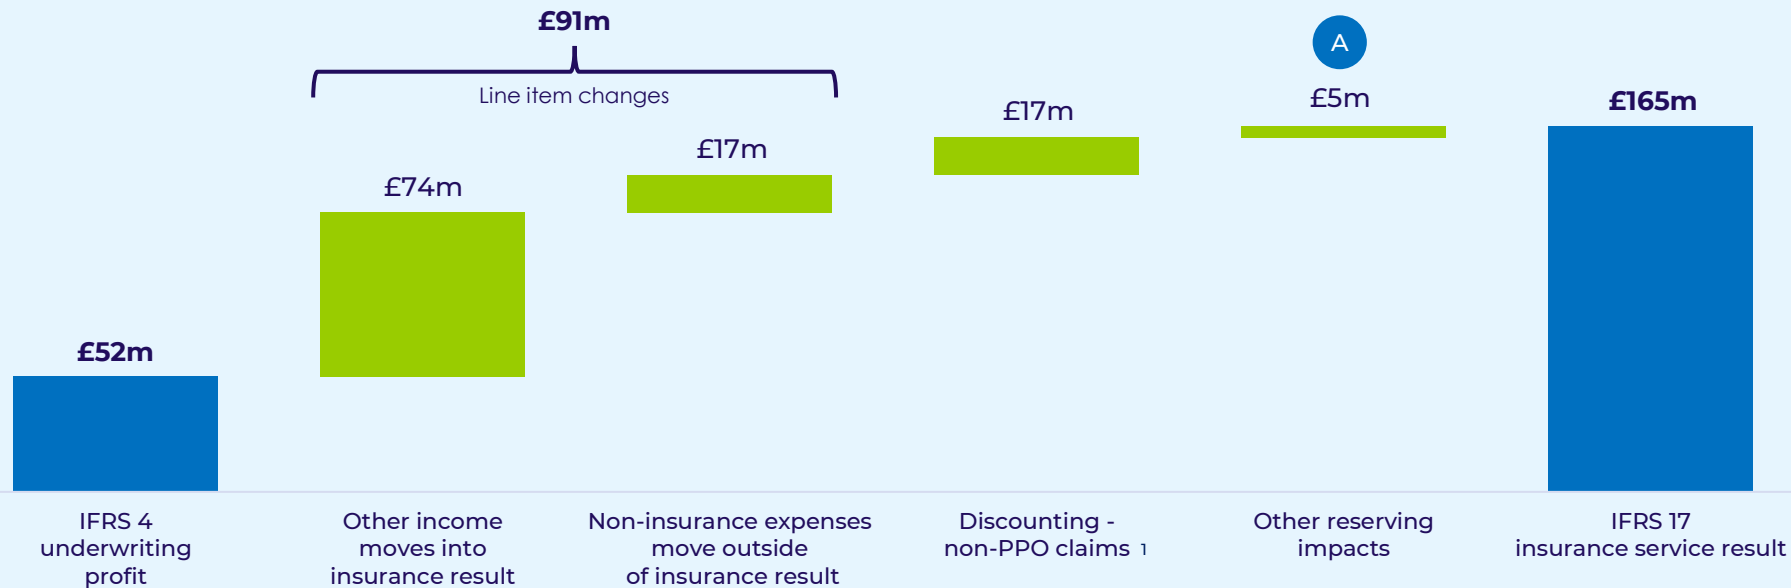 £91m
Line item changes
A
£52m
£74m
£17m
£17m
£5m
£165m
IFRS 4
underwriting
profit
Other income
moves into
insurance result
Non-insurance expenses
move outside
of insurance result
Discounting -
non-PPO claims 1
Other reserving
impacts
IFRS 17
insurance service result